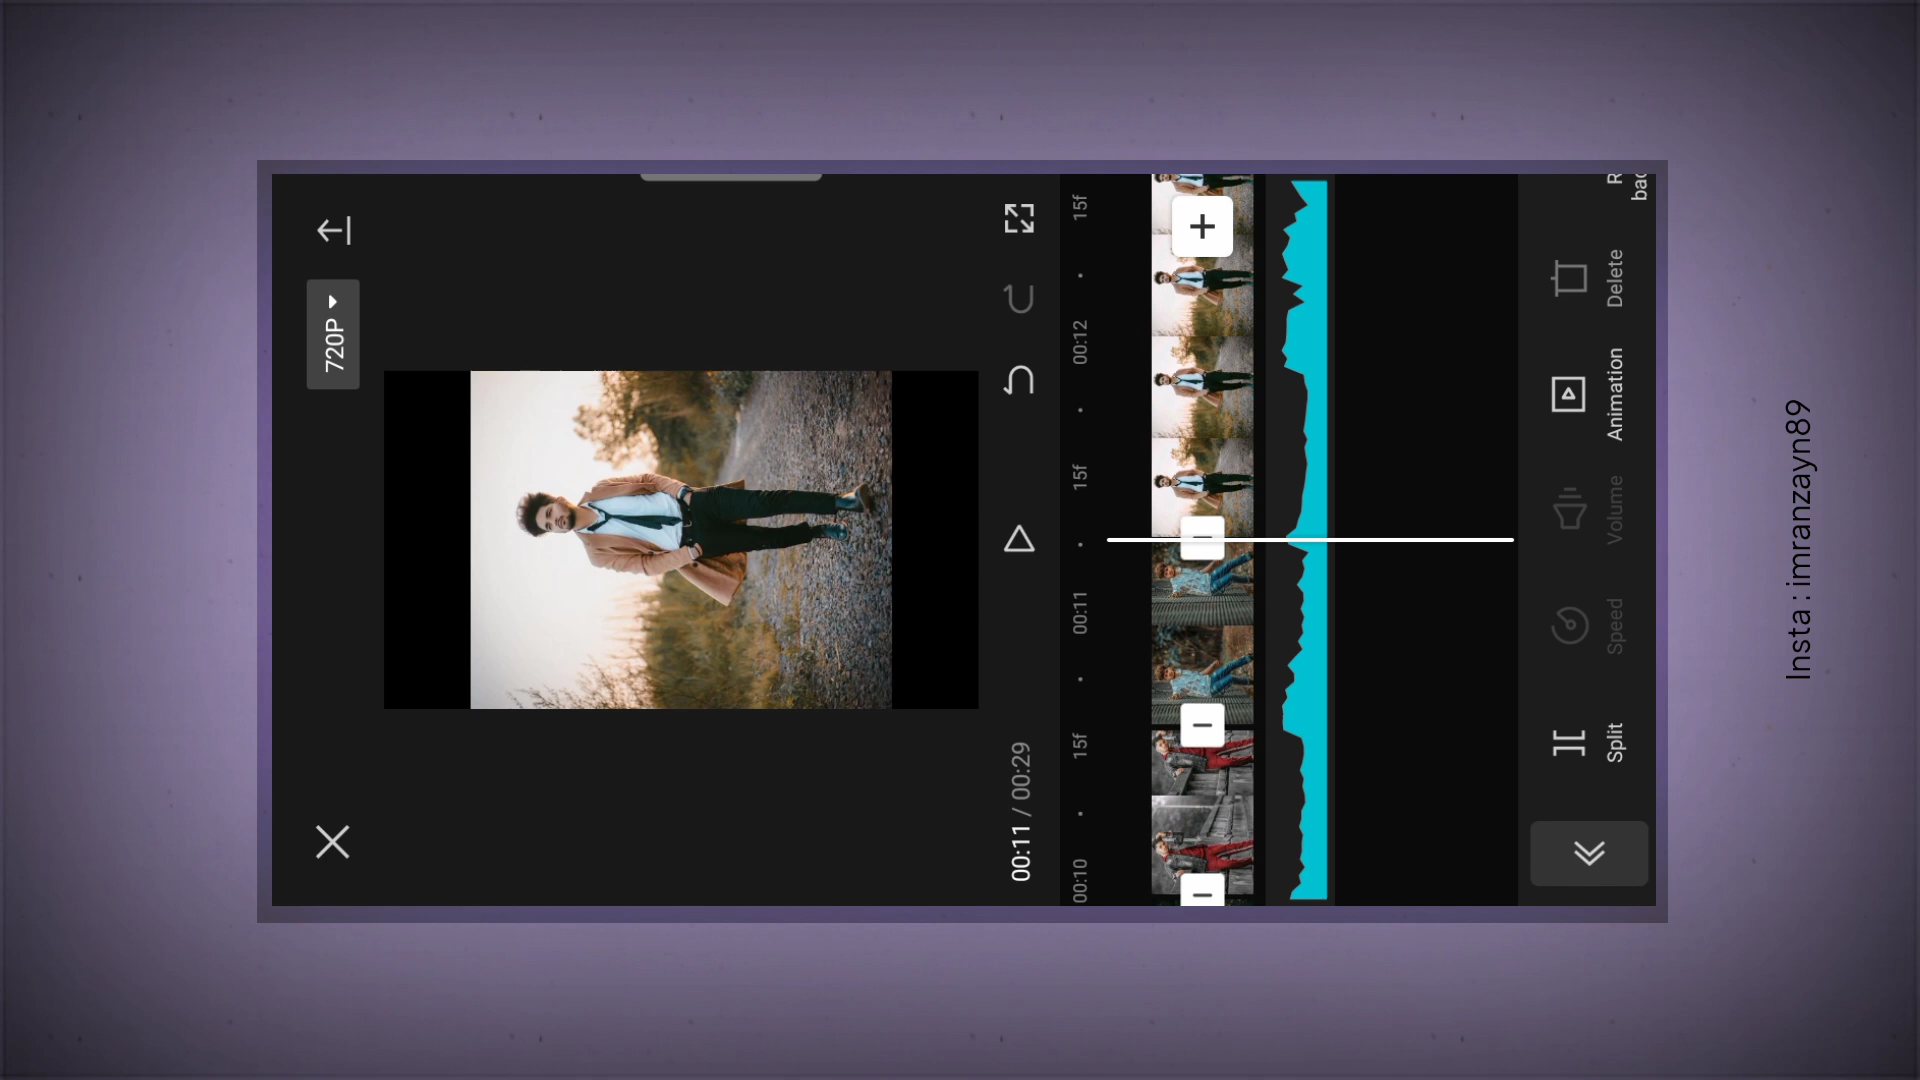 720P
00:11 / 00:29
00:10
15f
00:11
15f
00:12
15f
Split
Speed
Volume
Animation
Delete
Insta : imranzayn89